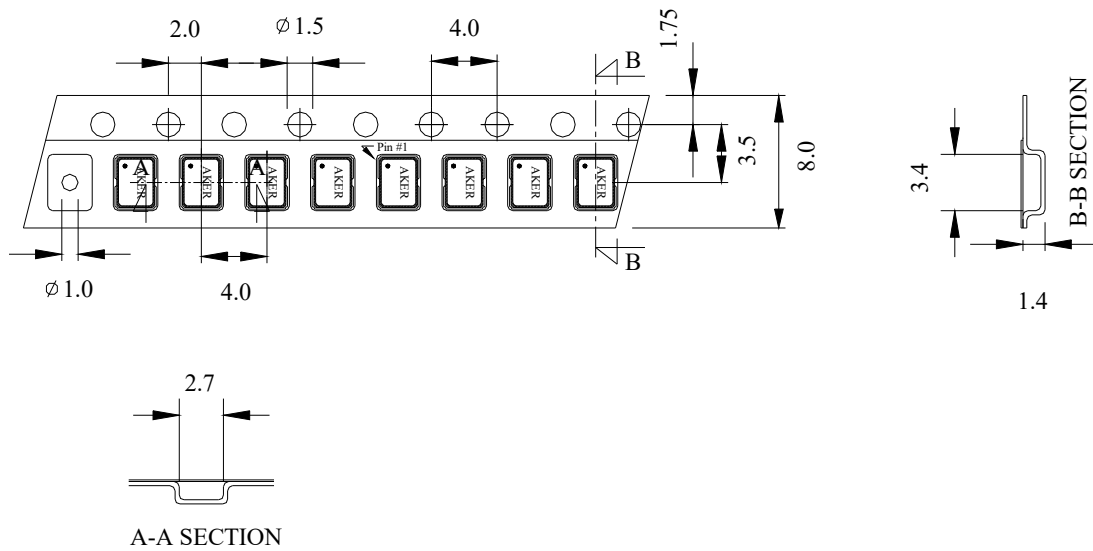 2.0
⌀1.5
4.0
1.75
B
Pin #1
A
A
AKER
AKER
AKER
AKER
AKER
AKER
AKER
AKER
3.5
8.0
B
⌀1.0
4.0
3.4
B-B SECTION
1.4
2.7
A-A SECTION